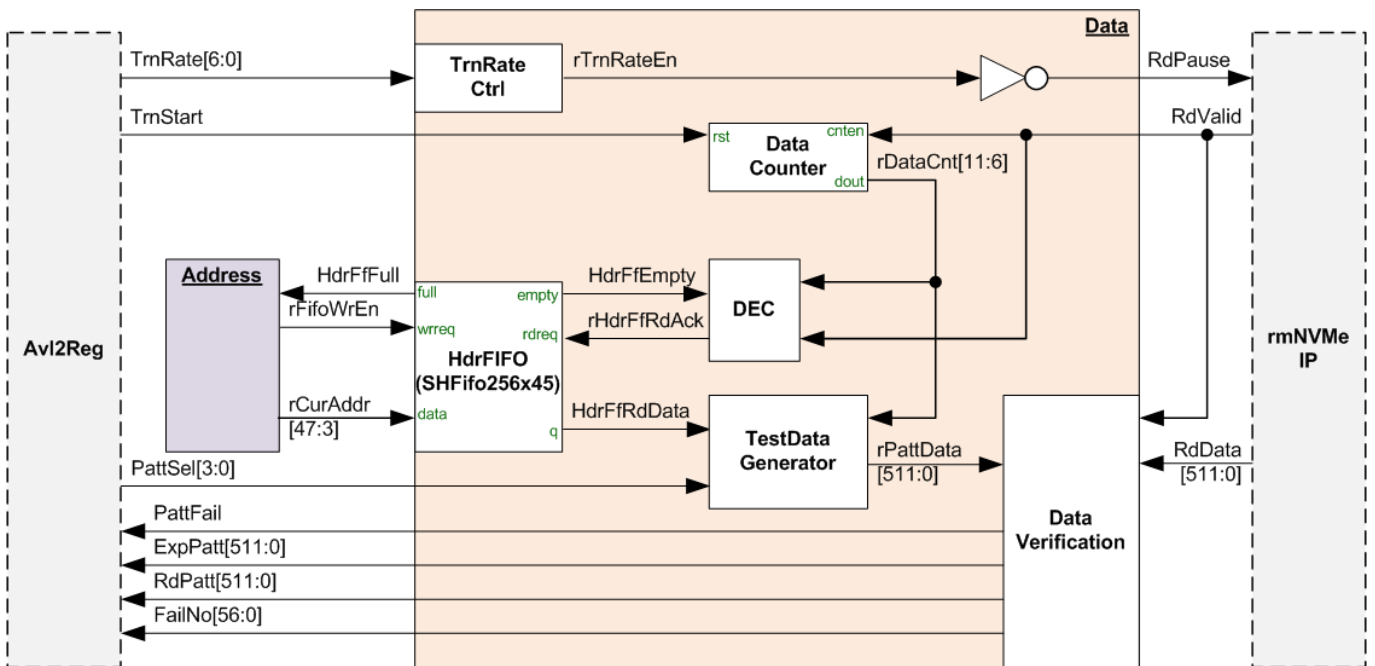 Data
TrnRate[6:0]
TrnRate
Ctrl
rTrnRateEn
RdPause
TrnStart
rst
cnten
Data
Counter
dout
rDataCnt[11:6]
RdValid
Address
HdrFfFull
rFifoWrEn
rCurAddr
[47:3]
full
empty
wrreq
rdreq
HdrFIFO
(SHFifo256x45)
data
q
HdrFfEmpty
rHdrFfRdAck
DEC
HdrFfRdData
TestData
Generator
rPattData
[511:0]
RdData
[511:0]
Avl2Reg
rmNVMe
IP
PattSel[3:0]
PattFail
ExpPatt[511:0]
RdPatt[511:0]
FailNo[56:0]
Data
Verification